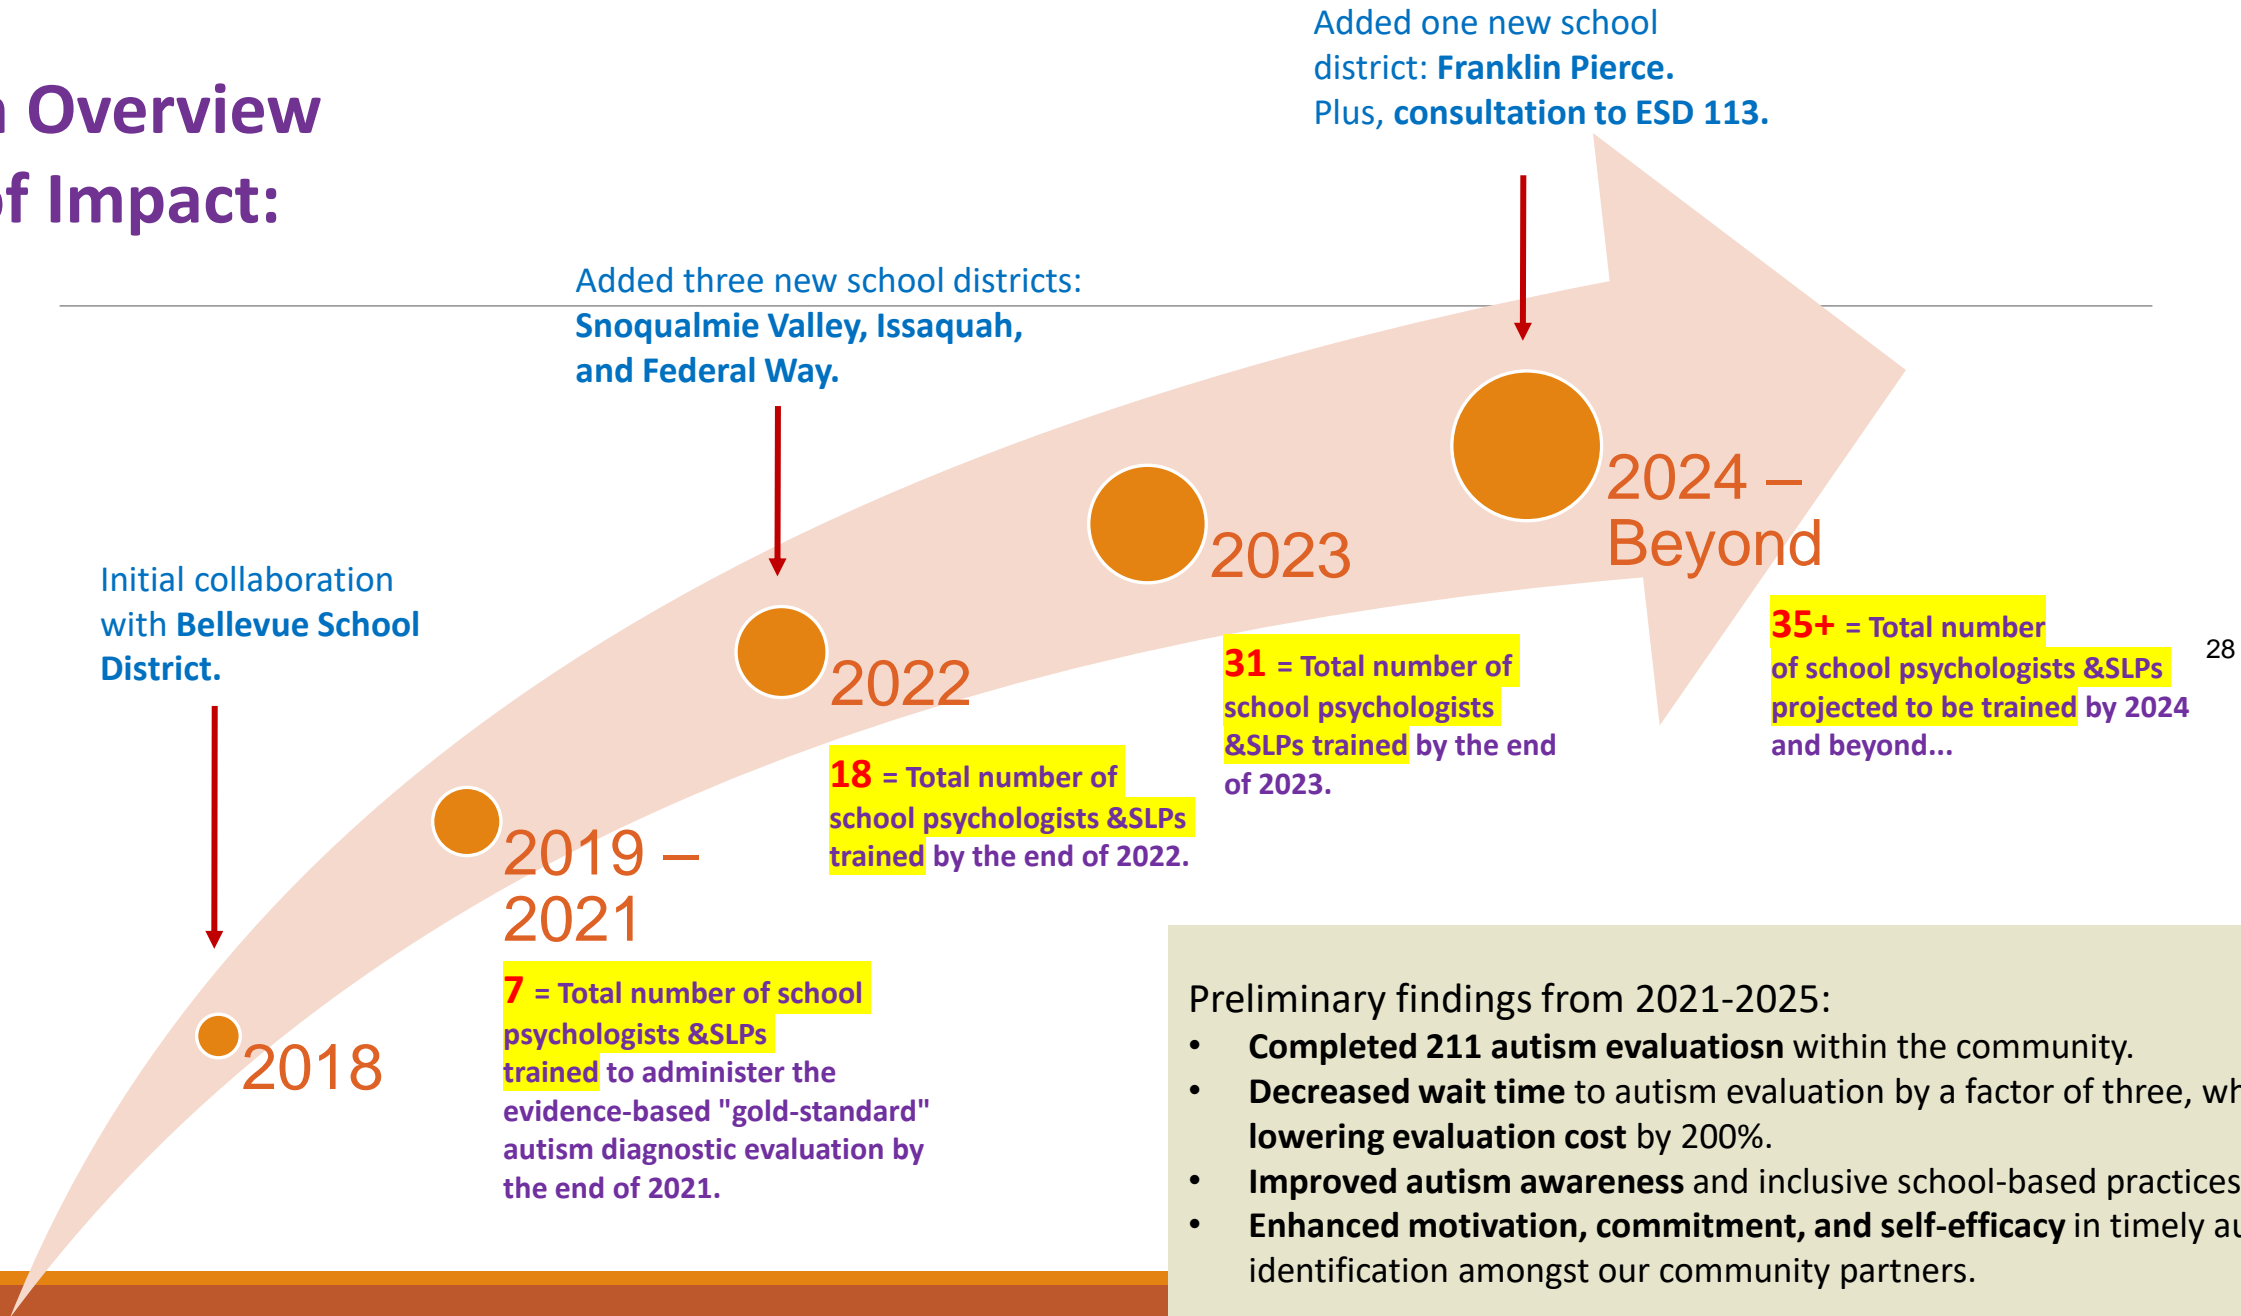 Overview
of Impact:
Added one new school
district: Franklin Pierce.
Plus, consultation to ESD 113.
Added three new school districts:
Snoqualmie Valley, Issaquah,
and Federal Way.
Initial collaboration
with Bellevue School
District.
2024 –
Beyond
2023
2022
2019 –
2021
2018
35+ = Total number
of school psychologists &SLPs
projected to be trained by 2024
and beyond...
28
31 = Total number of
school psychologists
&SLPs trained by the end
of 2023.
18 = Total number of
school psychologists &SLPs
trained by the end of 2022.
7 = Total number of school
psychologists &SLPs
trained to administer the
evidence-based "gold-standard"
autism diagnostic evaluation by
the end of 2021.
Preliminary findings from 2021-2025:
• Completed 211 autism evaluatiosn within the community.
• Decreased wait time to autism evaluation by a factor of three,
lowering evaluation cost by 200%.
• Improved autism awareness and inclusive school-based practices
• Enhanced motivation, commitment, and self-efficacy in timely
identification amongst our community partners.